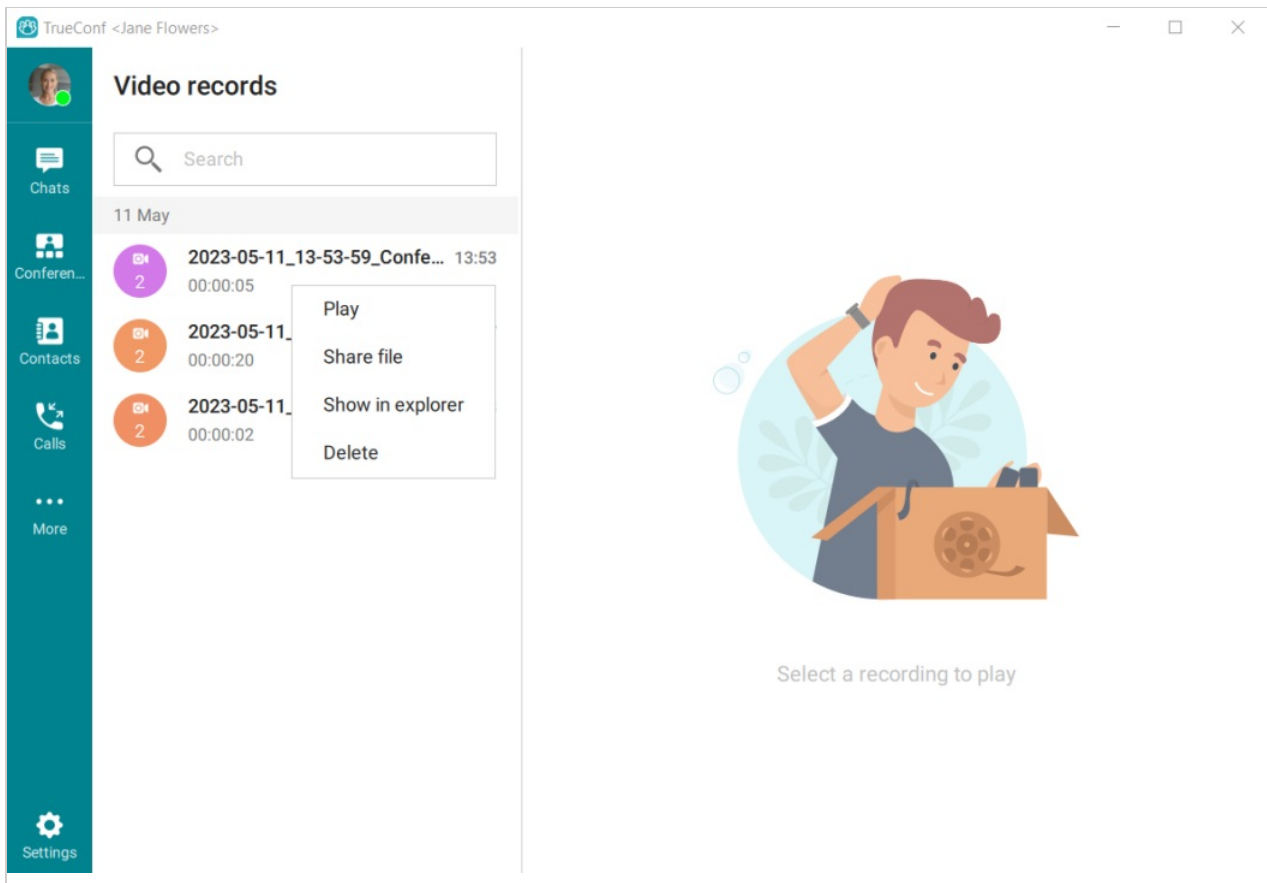 TrueConf <Jane Flowers>
Video records
Search
Chats
11 May
Conferen...
2023-05-11_13-53-59_Confe... 13:53
2
00:00:05
Play
2023-05-11_
2
00:00:20
Share file
Contacts
2023-05-11_
2
00:00:02
Show in explorer
Delete
Calls
More
Select a recording to play
Settings